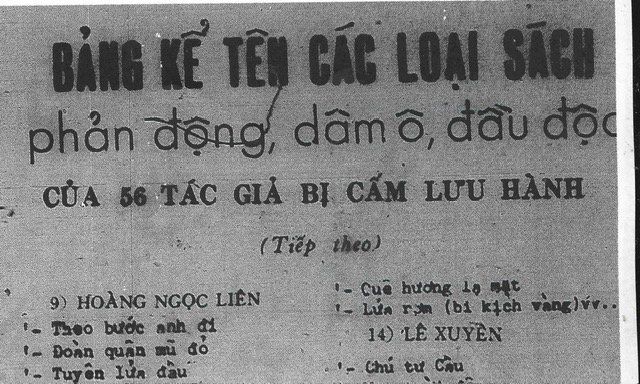 BẢNG KỂ TÊN CÁC LOẠI SÁCH
phản động, dâm ô, đầu độc
CỦA 56 TÁC GIẢ BỊ CẤM LƯU HÀNH
(Tiếp theo)
9) HOÀNG NGỌC LIÊN
'- Theo bước anh đi
'- Đoàn quân mũ đỏ
'- Tuyên lửa đầu
'- Cuê hương lạ mặt
'- Lửa rơm (bi kịch vàng)vv..
14) LÊ XUYÊN
'- Chú tư Cầu